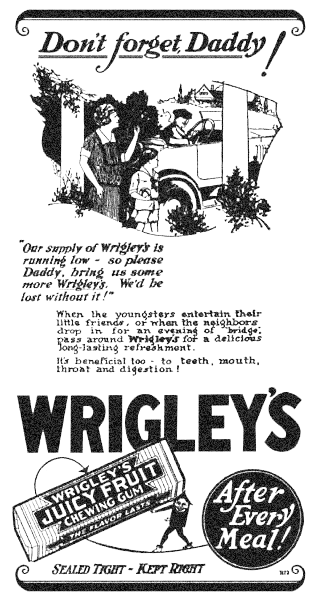 Don't forget, Daddy!
"Our supply of Wrigley's is
running low - so please
Daddy, bring us some
more Wrigleys. We'd be
lost without it!"
When the youngsters entertain their
little friends, or when the neighbors
drop in for an evening of "bridge,"
pass around Wrigley's for a delicious
long-lasting refreshment.
It's beneficial too - to teeth, mouth,
throat and digestion!
WRIGLEY'S
WRIGLEY'S
JUICY FRUIT
CHEWING GUM
THE FLAVOR LASTS
After
Every
Meal!
SEALED TIGHT - KEPT RIGHT